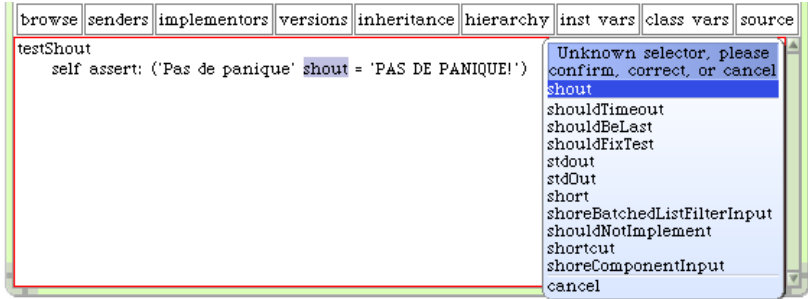 browse senders implementors versions inheritance hierarchy inst vars class vars source
testShout
self assert: ('Pas de panique' shout = 'PAS DE PANIQUE!')
Unknown selector, please
confirm, correct, or cancel
shout
shouldTimeout
shouldBeLast
shouldFixTest
stdout
stdOut
short
shoreBatchedListFilterInput
shouldNotImplement
shortcut
shoreComponentInput
cancel